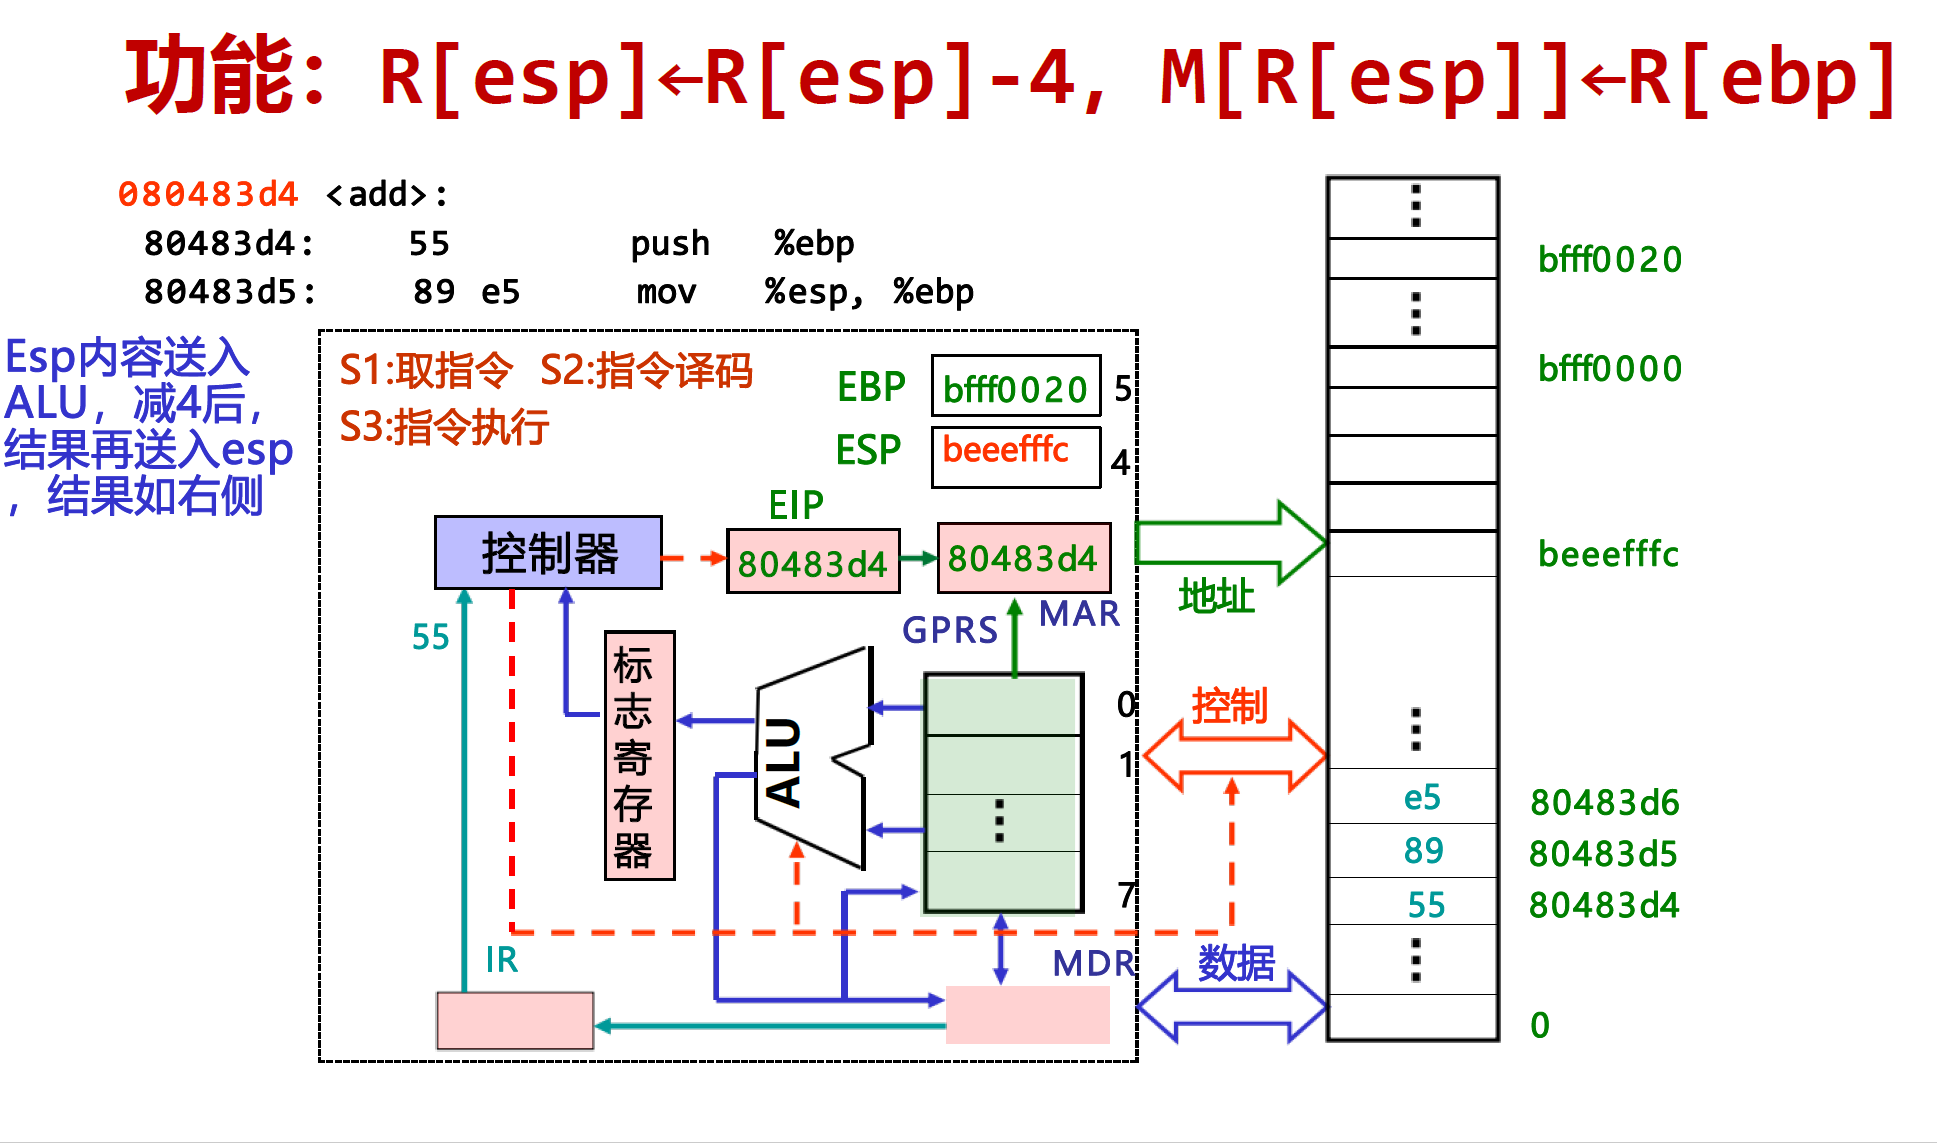 功能：R[esp]←R[esp]-4, M[R[esp]]←R[ebp]
080483d4 <add>:
80483d4: 55 push %ebp
80483d5: 89 e5 mov %esp, %ebp
Esp内容送入
ALU，减4后，
结果再送入esp
，结果如右侧
S1:取指令 S2:指令译码
S3:指令执行
EBP bfff0020 5
ESP beeefffc 4
EIP
控制器
80483d4
80483d4
MAR
GPRS
55
标志寄存器
ALU
0
1
7
IR
MDR
地址
控制
数据
bfff0020
bfff0000
beeefffc
e5 80483d6
89 80483d5
55 80483d4
0